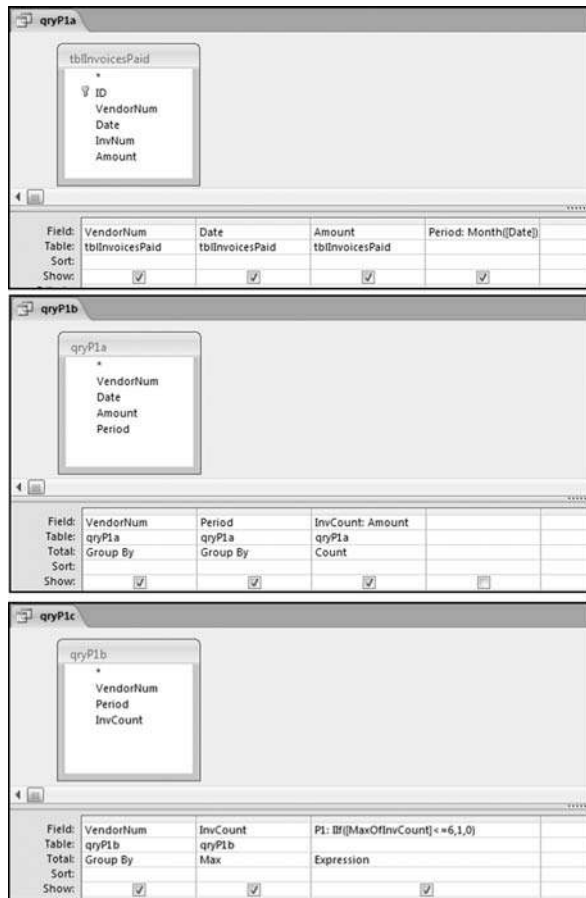 qryP1a
tblInvoicesPaid
*
ID
VendorNum
Date
InvNum
Amount
Field: VendorNum Date Amount Period: Month([Date])
Table: tblInvoicesPaid tblInvoicesPaid tblInvoicesPaid
Sort:
Show:
qryP1b
qryP1a
*
VendorNum
Date
Amount
Period
Field: VendorNum Period InvCount: Amount
Table: qryP1a qryP1a qryP1a
Total: Group By Group By Count
Sort:
Show:
qryP1c
qryP1b
*
VendorNum
Period
InvCount
Field: VendorNum InvCount P1: IIf([MaxOfInvCount]<=6,1,0)
Table: qryP1b qryP1b
Total: Group By Max Expression
Sort:
Show: